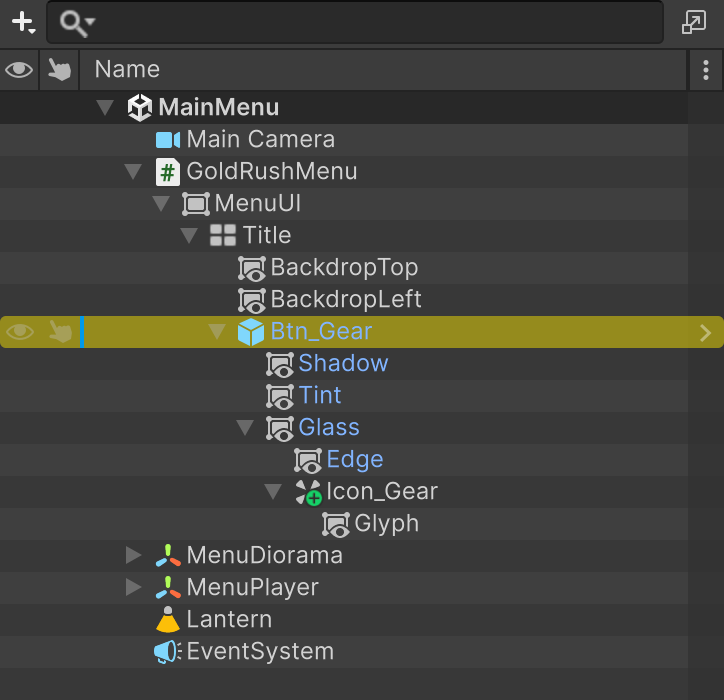 Name
MainMenu
Main Camera
GoldRushMenu
MenuUI
Title
BackdropTop
BackdropLeft
Btn_Gear
Shadow
Tint
Glass
Edge
Icon_Gear
Glyph
MenuDiorama
MenuPlayer
Lantern
EventSystem